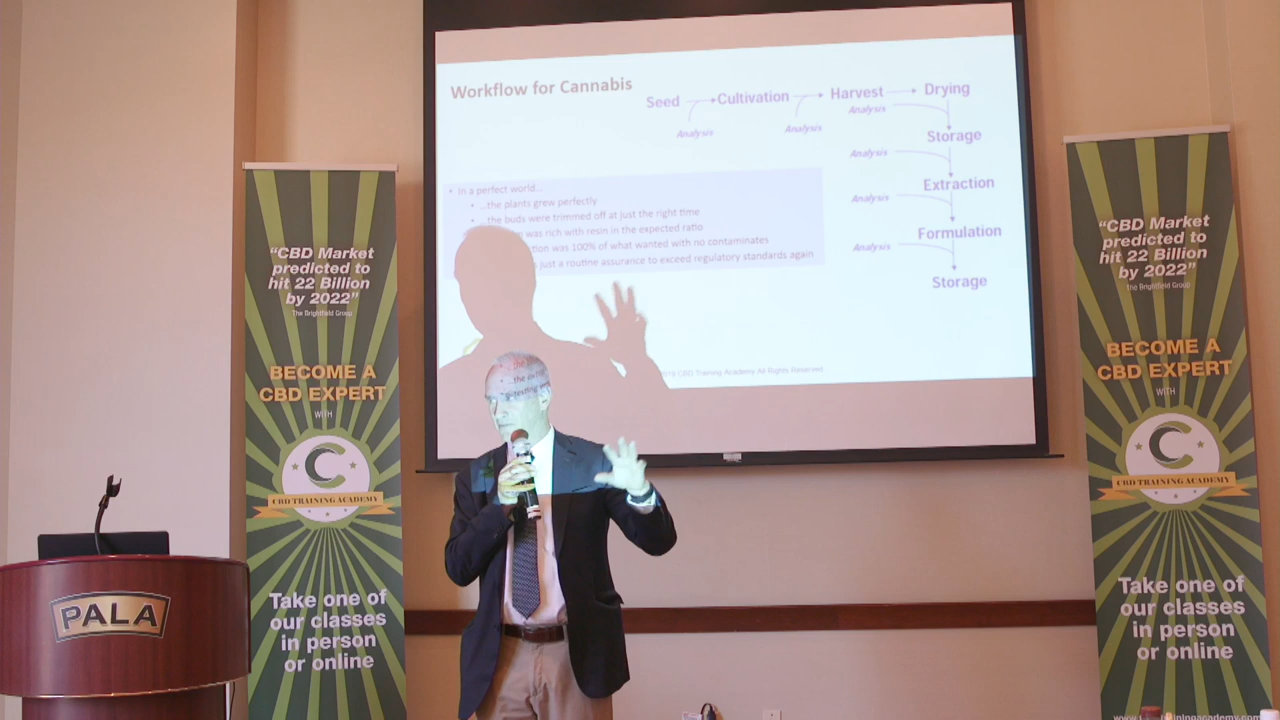 Workflow for Cannabis
Seed
Cultivation
Harvest
Drying
Analysis
Analysis
Analysis
Storage
Analysis
Extraction
Analysis
Formulation
Analysis
Storage
• In a perfect world...
• ...the plants grew perfectly
• ...the buds were trimmed off at just the right time
was rich with resin in the expected ratio
was 100% of what wanted with no contaminates
just a routine assurance to exceed regulatory standards again
2019 CBD Training Academy All Rights Reserved
...the
"CBD Market
predicted to
hit 22 Billion
by 2022"
The Brightfield Group
BECOME A
CBD EXPERT
WITH
C
CBD TRAINING ACADEMY
Take one of
our classes
in person
or online
PALA
"CBD Market
predicted to
hit 22 Billion
by 2022"
The Brightfield Group
BECOME A
CBD EXPERT
WITH
C
CBD TRAINING ACADEMY
Take one of
our classes
in person
or online